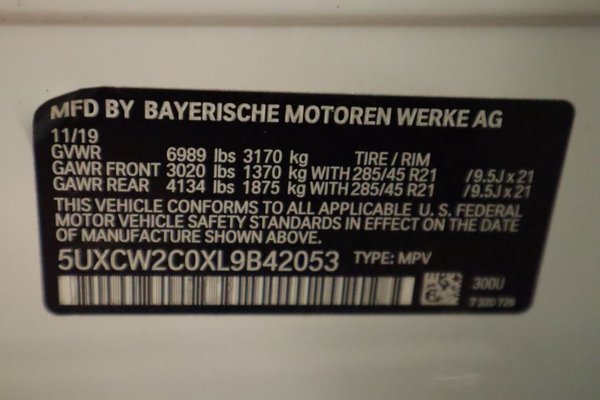 MFD BY BAYERISCHE MOTOREN WERKE AG
11/19
GVWR 6989 lbs 3170 kg TIRE / RIM
GAWR FRONT 3020 lbs 1370 kg WITH 285/45 R21 /9.5J x 21
GAWR REAR 4134 lbs 1875 kg WITH 285/45 R21 /9.5J x 21
THIS VEHICLE CONFORMS TO ALL APPLICABLE U. S. FEDERAL
MOTOR VEHICLE SAFETY STANDARDS IN EFFECT ON THE DATE
OF MANUFACTURE SHOWN ABOVE.
5UXCW2C0XL9B42053 TYPE: MPV
300U
7 320 729